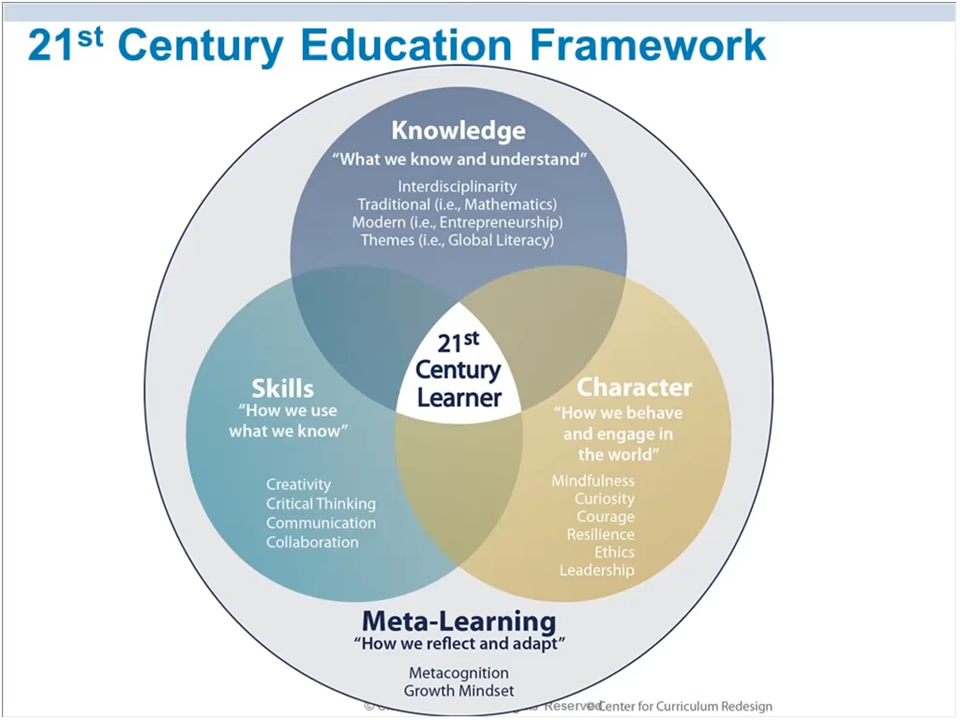 21st Century Education Framework
Knowledge
“What we know and understand”
Interdisciplinarity
Traditional (i.e., Mathematics)
Modern (i.e., Entrepreneurship)
Themes (i.e., Global Literacy)
21st
Century
Learner
Skills
“How we use
what we know”
Creativity
Critical Thinking
Communication
Collaboration
Character
“How we behave
and engage in
the world”
Mindfulness
Curiosity
Courage
Resilience
Ethics
Leadership
Meta-Learning
“How we reflect and adapt”
Metacognition
Growth Mindset
© Reserved
© Center for Curriculum Redesign